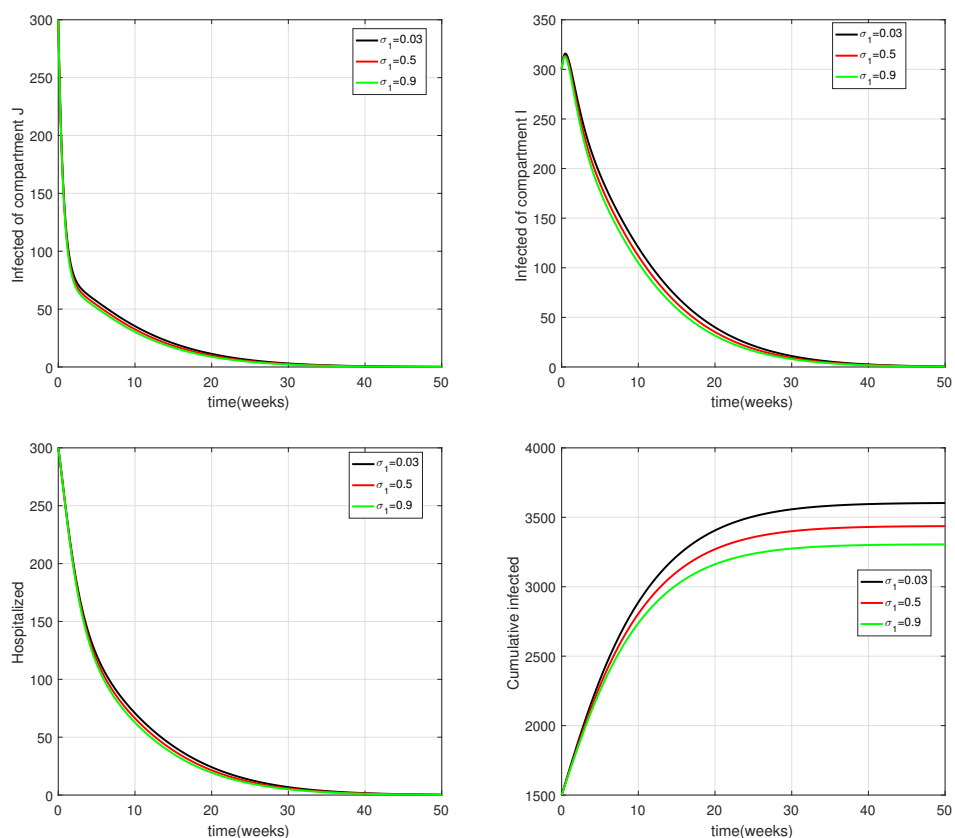 300
250
200
150
100
50
0
Infected of compartment J
σ1=0.03
σ1=0.5
σ1=0.9
0 10 20 30 40 50
time(weeks)
350
300
250
200
150
100
50
0
Infected of compartment I
σ1=0.03
σ1=0.5
σ1=0.9
0 10 20 30 40 50
time(weeks)
300
250
200
150
100
50
0
Hospitalized
σ1=0.03
σ1=0.5
σ1=0.9
0 10 20 30 40 50
time(weeks)
4000
3500
3000
2500
2000
1500
Cumulative infected
σ1=0.03
σ1=0.5
σ1=0.9
0 10 20 30 40 50
time(weeks)